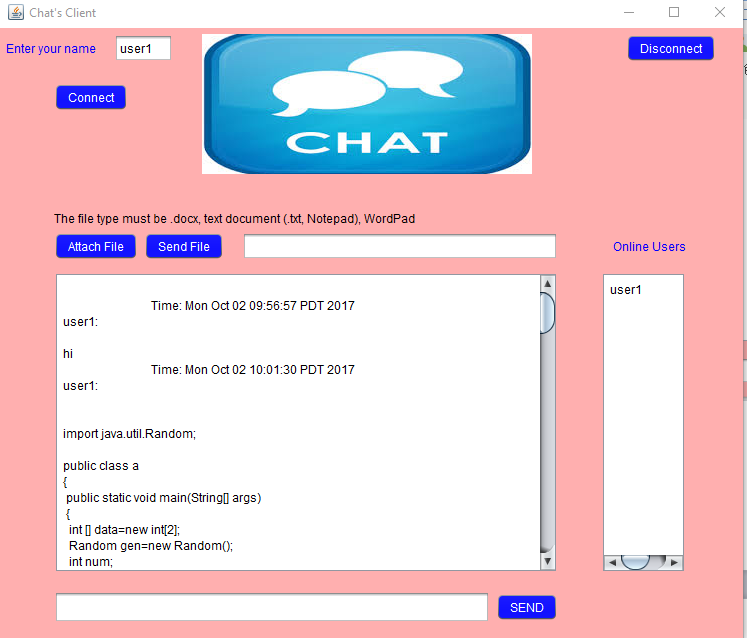 Chat's Client
Enter your name
user1
Disconnect
Connect
CHAT
The file type must be .docx, text document (.txt, Notepad), WordPad
Attach File
Send File
Online Users
Time: Mon Oct 02 09:56:57 PDT 2017
user1:
hi
Time: Mon Oct 02 10:01:30 PDT 2017
user1:
import java.util.Random;
public class a
{
public static void main(String[] args)
{
int [] data=new int[2];
Random gen=new Random();
int num;
user1
SEND